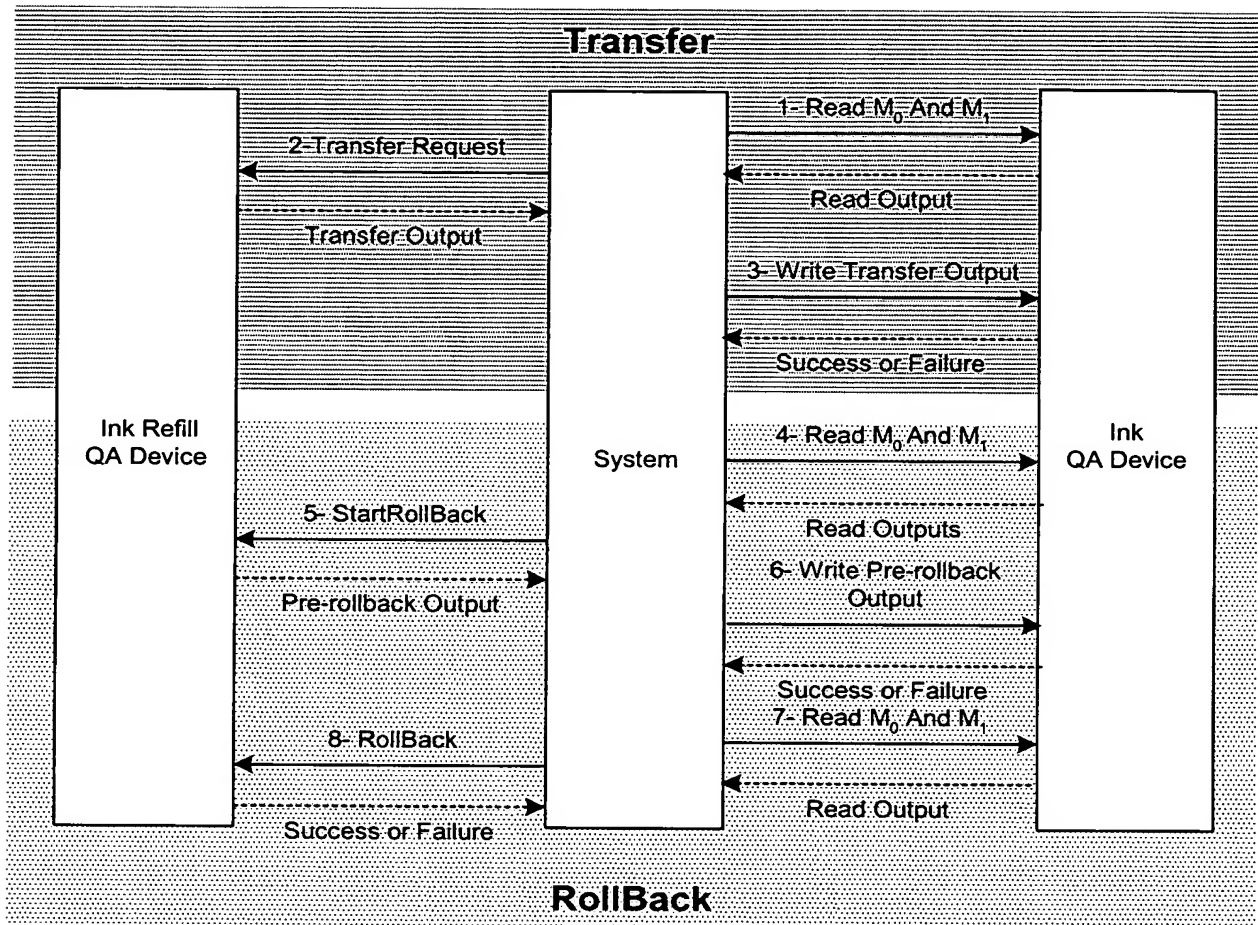 Transfer
1- Read M₀ And M₁
2-Transfer Request
Read Output
Transfer Output
3- Write Transfer Output
Success or Failure
Ink Refill
QA Device
System
Ink
QA Device
4- Read M₀ And M₁
5- StartRollBack
Read Outputs
Pre-rollback Output
6- Write Pre-rollback
Output
Success or Failure
7- Read M₀ And M₁
8- RollBack
Read Output
Success or Failure
RollBack